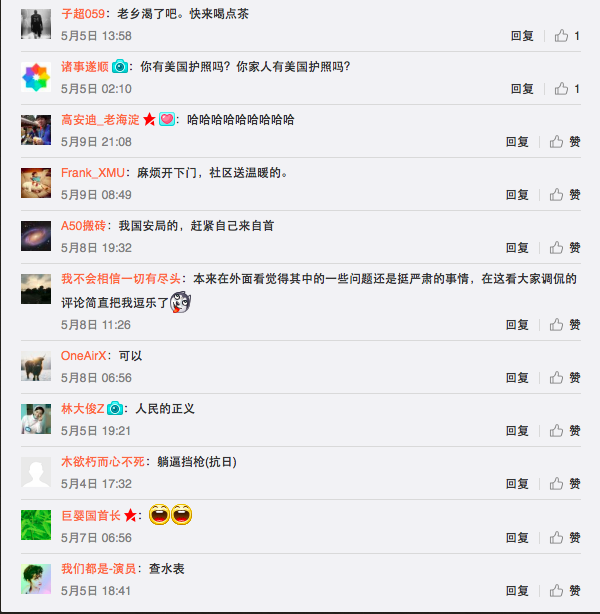 子超059：老乡渴了吧。快来喝点茶
5月5日 13:58 回复 1
诸事遂顺：你有美国护照吗？你家人有美国护照吗？
5月5日 02:10 回复 1
高安迪_老海淀：哈哈哈哈哈哈哈哈哈
5月9日 21:08 回复 赞
Frank_XMU：麻烦开下门，社区送温暖的。
5月9日 08:49 回复 赞
A50搬砖：我国安局的，赶紧自己来自首
5月8日 19:32 回复 赞
我不会相信一切有尽头：本来在外面看觉得其中的一些问题还是挺严肃的事情，在这看大家调侃的
评论简直把我逗乐了
5月8日 11:26 回复 赞
OneAirX：可以
5月8日 06:56 回复 赞
林大俊Z：人民的正义
5月5日 19:21 回复 赞
木欲朽而心不死：躺逼挡枪(抗日)
5月4日 17:32 回复 赞
巨婴国首长：
5月7日 06:56 回复 赞
我们都是-演员：查水表
5月5日 18:41 回复 赞